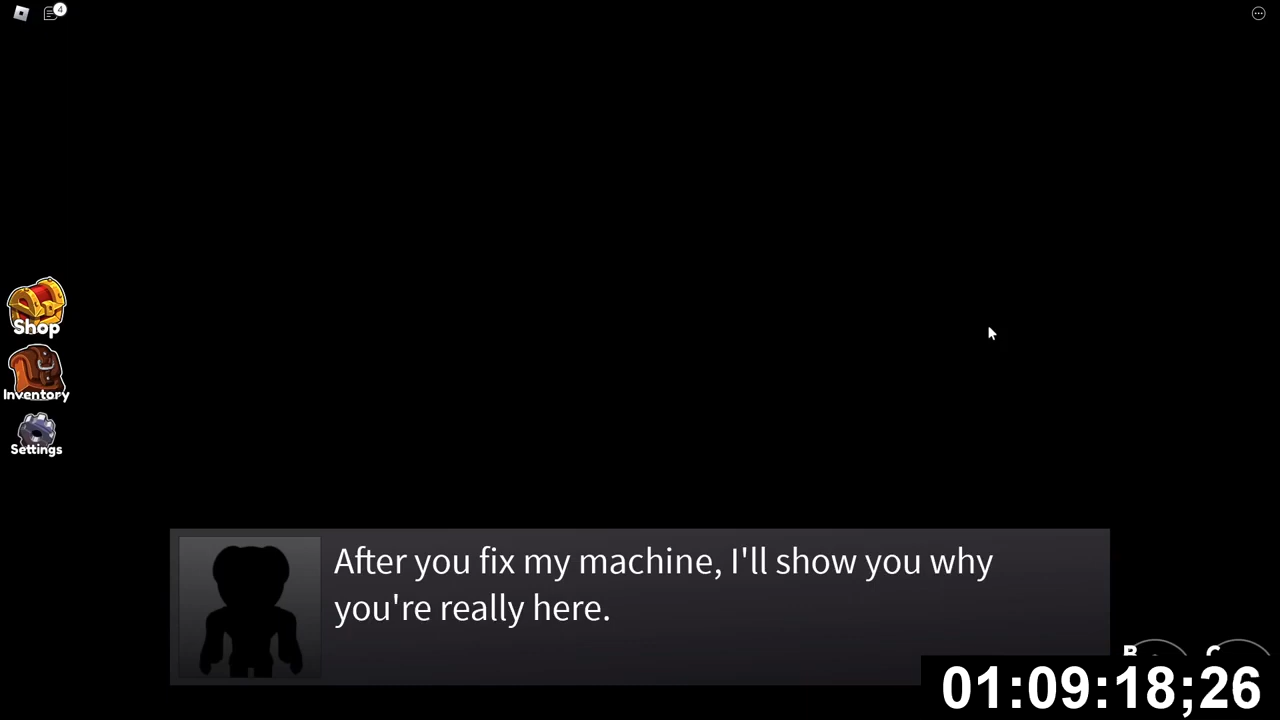 4
Shop
Inventory
Settings
After you fix my machine, I'll show you why
you're really here.
01:09:18;26